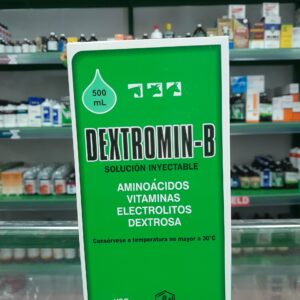 500
mL
DEXTROMIN-B
SOLUCIÓN INYECTABLE
AMINOÁCIDOS
VITAMINAS
ELECTROLITOS
DEXTROSA
Consérvese a temperatura no mayor a 30°C